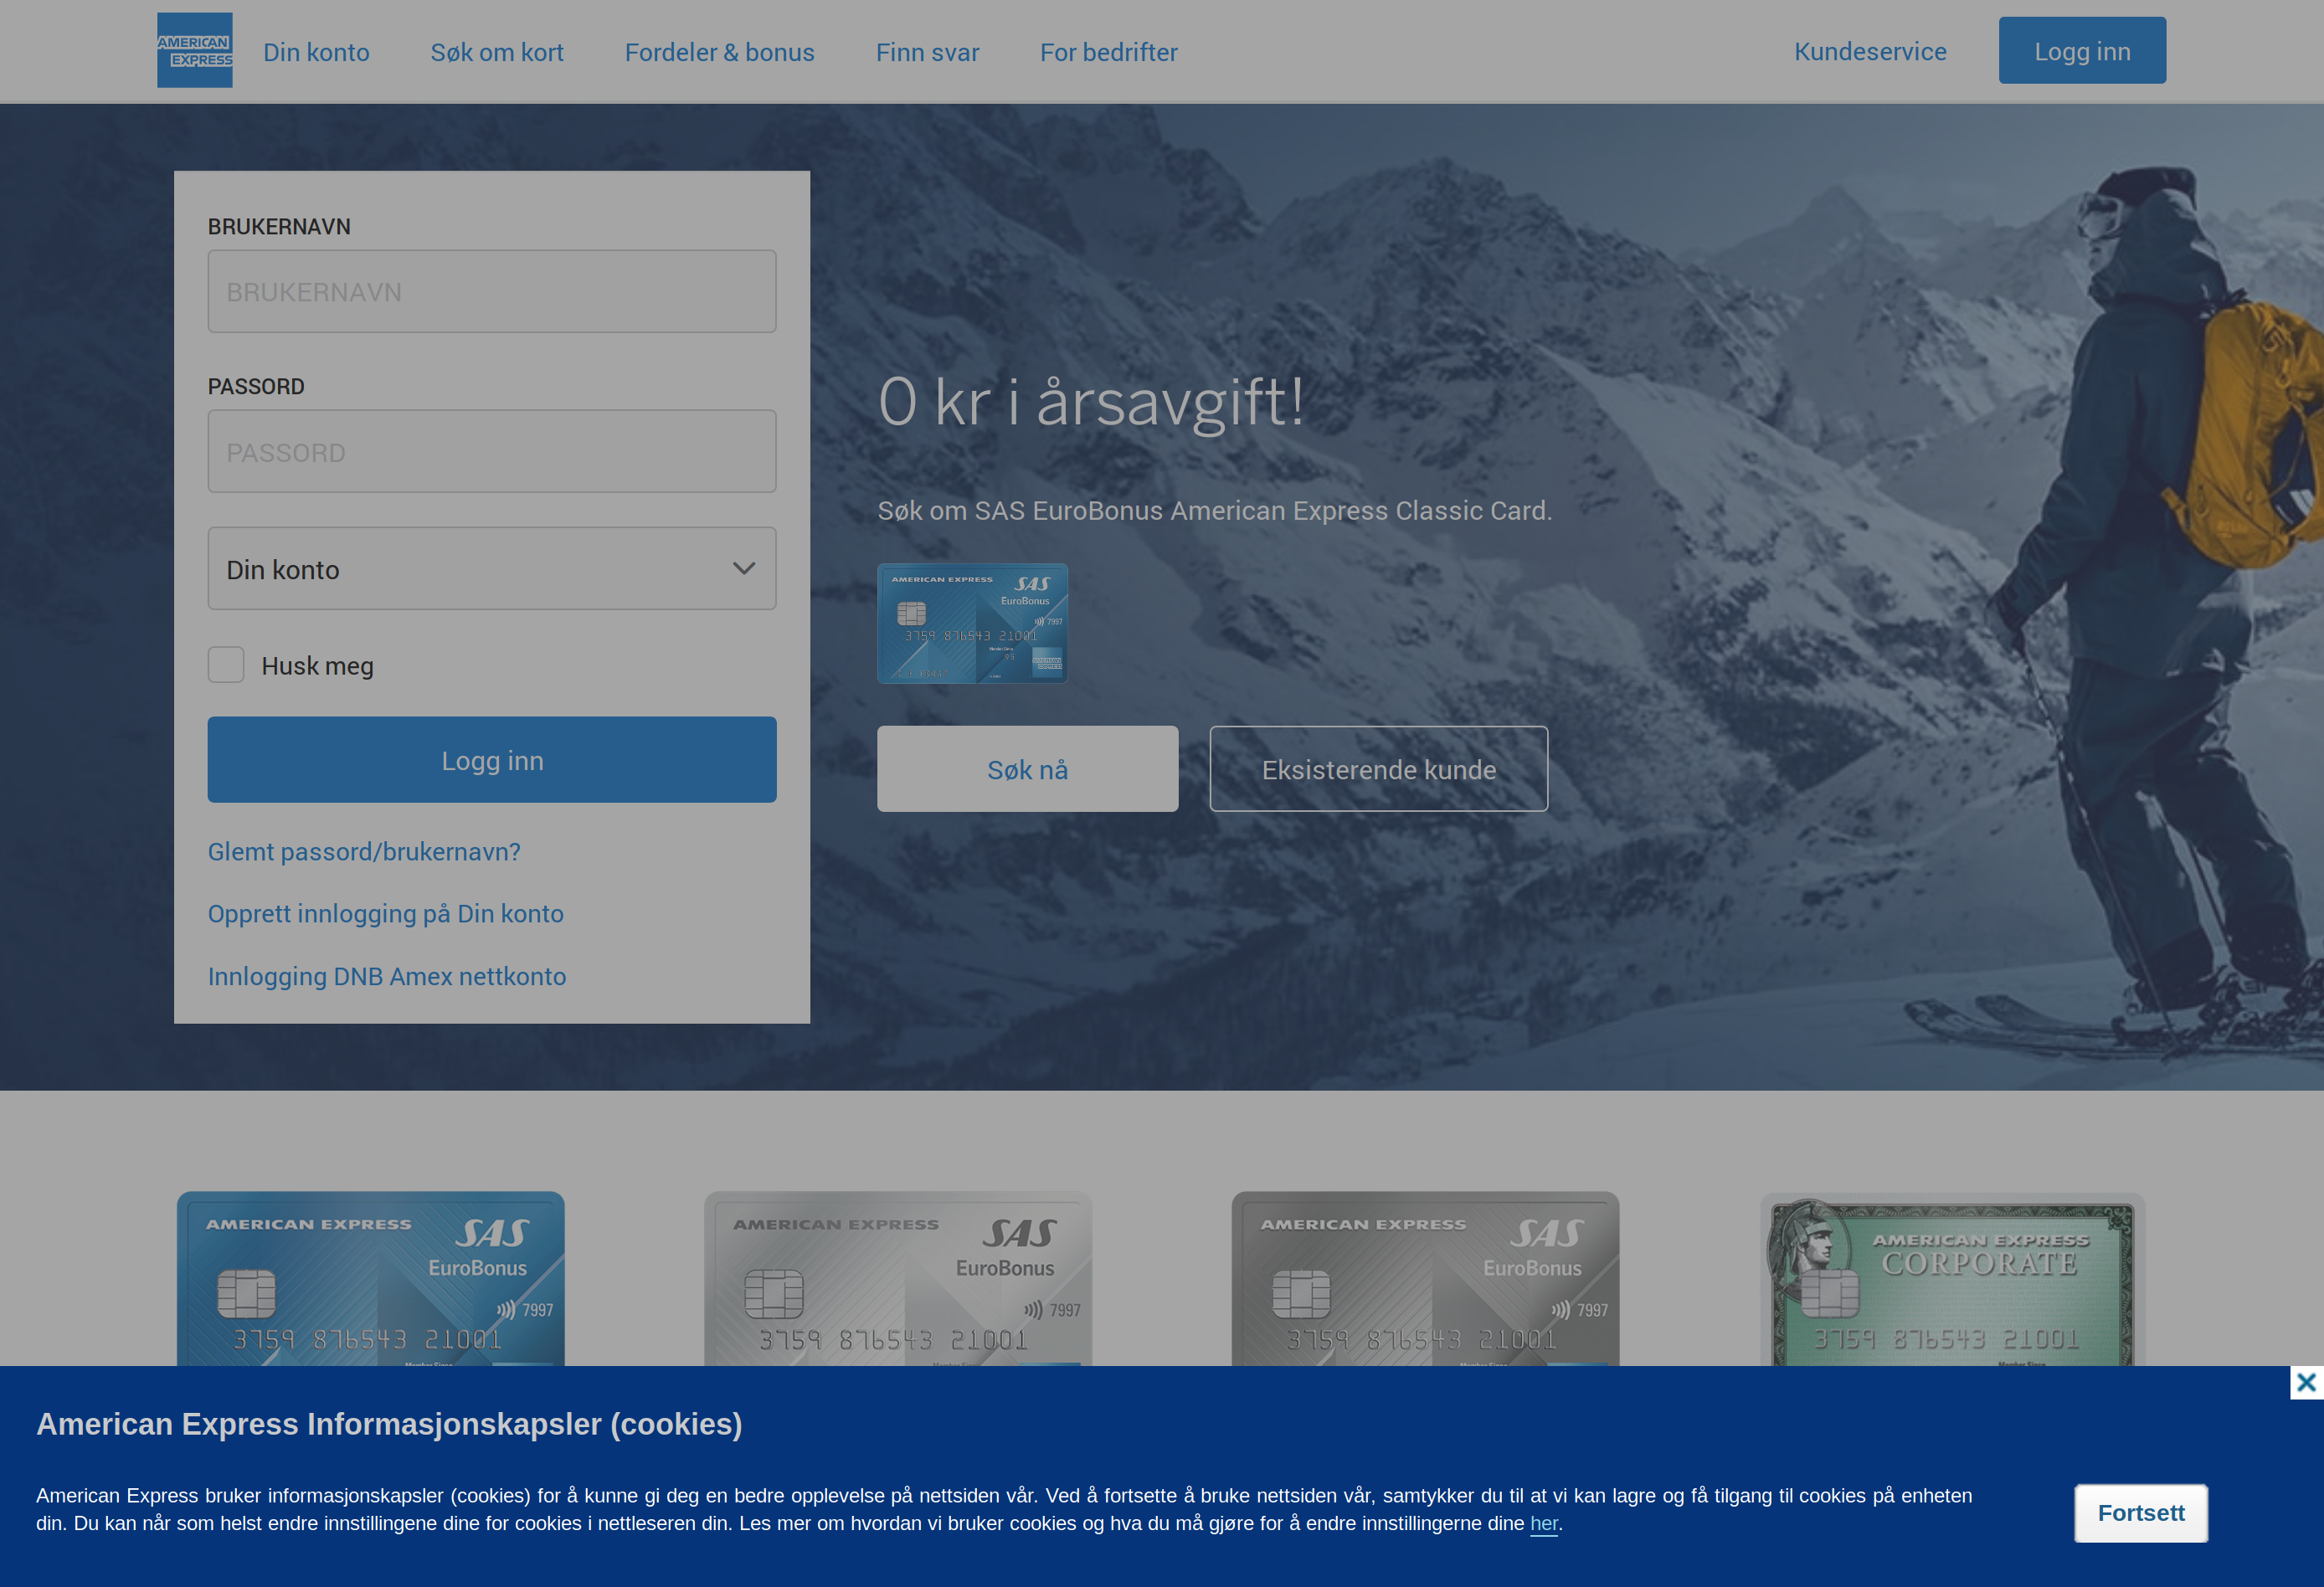 AMERICAN
EXPRESS
Din konto
Søk om kort
Fordeler & bonus
Finn svar
For bedrifter
Kundeservice
Logg inn
BRUKERNAVN
BRUKERNAVN
PASSORD
PASSORD
Din konto
Husk meg
Logg inn
Glemt passord/brukernavn?
Opprett innlogging på Din konto
Innlogging DNB Amex nettkonto
0 kr i årsavgift!
Søk om SAS EuroBonus American Express Classic Card.
AMERICAN EXPRESS
SAS
EuroBonus
7997
3759 876543 21001
Søk nå
Eksisterende kunde
AMERICAN EXPRESS
SAS
EuroBonus
7997
3759 876543 21001
Member Since
AMERICAN EXPRESS
SAS
EuroBonus
7997
3759 876543 21001
Member Since
AMERICAN EXPRESS
SAS
EuroBonus
7997
3759 876543 21001
Member Since
AMERICAN EXPRESS
CORPORATE
3759 876543 21001
Member Since
American Express Informasjonskapsler (cookies)
American Express bruker informasjonskapsler (cookies) for å kunne gi deg en bedre opplevelse på nettsiden vår. Ved å fortsette å bruke nettsiden vår, samtykker du til at vi kan lagre og få tilgang til cookies på enheten
din. Du kan når som helst endre innstillingene dine for cookies i nettleseren din. Les mer om hvordan vi bruker cookies og hva du må gjøre for å endre innstillingerne dine her.
Fortsett